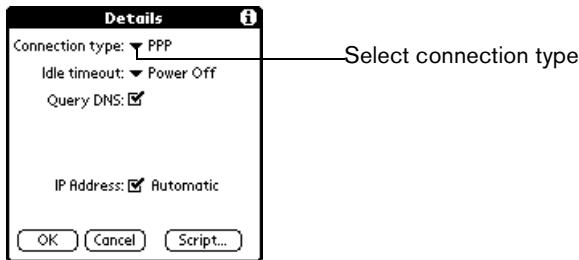 Details
Connection type: PPP
Select connection type
Idle timeout: Power Off
Query DNS:
IP Address: Automatic
OK Cancel Script...